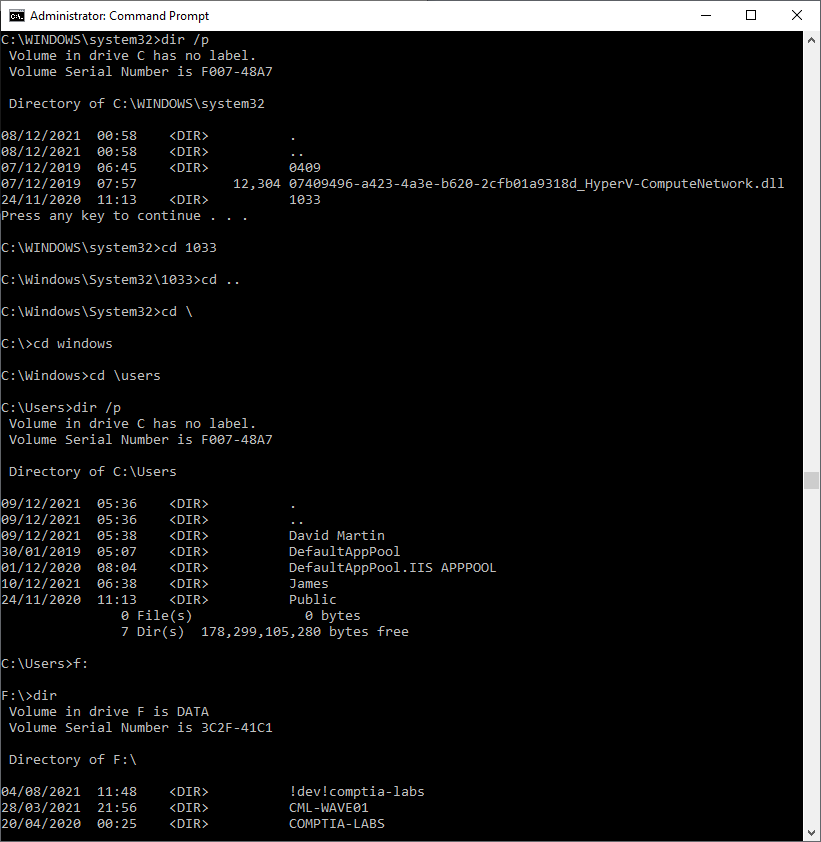 Administrator: Command Prompt
C:\WINDOWS\system32>dir /p
 Volume in drive C has no label.
 Volume Serial Number is F007-48A7

 Directory of C:\WINDOWS\system32

08/12/2021  00:58    <DIR>          .
08/12/2021  00:58    <DIR>          ..
07/12/2019  06:45    <DIR>          0409
07/12/2019  07:57            12,304 07409496-a423-4a3e-b620-2cfb01a9318d_HyperV-ComputeNetwork.dll
24/11/2020  11:13    <DIR>          1033
Press any key to continue . . .

C:\WINDOWS\system32>cd 1033

C:\Windows\System32\1033>cd ..

C:\Windows\System32>cd \

C:\>cd windows

C:\Windows>cd \users

C:\Users>dir /p
 Volume in drive C has no label.
 Volume Serial Number is F007-48A7

 Directory of C:\Users

09/12/2021  05:36    <DIR>          .
09/12/2021  05:36    <DIR>          ..
09/12/2021  05:38    <DIR>          David Martin
30/01/2019  05:07    <DIR>          DefaultAppPool
01/12/2020  08:04    <DIR>          DefaultAppPool.IIS APPPOOL
10/12/2021  06:38    <DIR>          James
24/11/2020  11:13    <DIR>          Public
               0 File(s)              0 bytes
               7 Dir(s)  178,299,105,280 bytes free

C:\Users>f:

F:\>dir
 Volume in drive F is DATA
 Volume Serial Number is 3C2F-41C1

 Directory of F:\

04/08/2021  11:48    <DIR>          !dev!comptia-labs
28/03/2021  21:56    <DIR>          CML-WAVE01
20/04/2020  00:25    <DIR>          COMPTIA-LABS